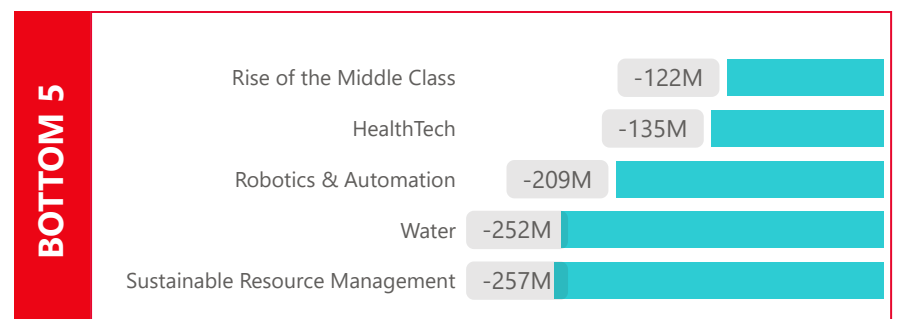 BOTTOM 5
Rise of the Middle Class -122M
HealthTech -135M
Robotics & Automation -209M
Water -252M
Sustainable Resource Management -257M